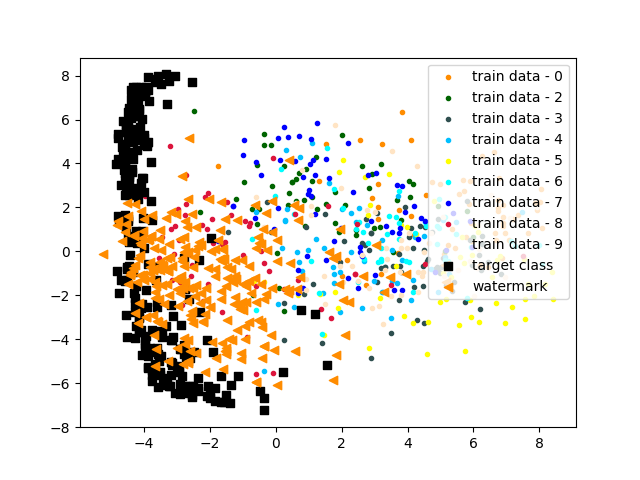 8
6
4
2
0
−2
−4
−6
−8
−4
−2
0
2
4
6
8
train data - 0
train data - 2
train data - 3
train data - 4
train data - 5
train data - 6
train data - 7
train data - 8
train data - 9
target class
watermark